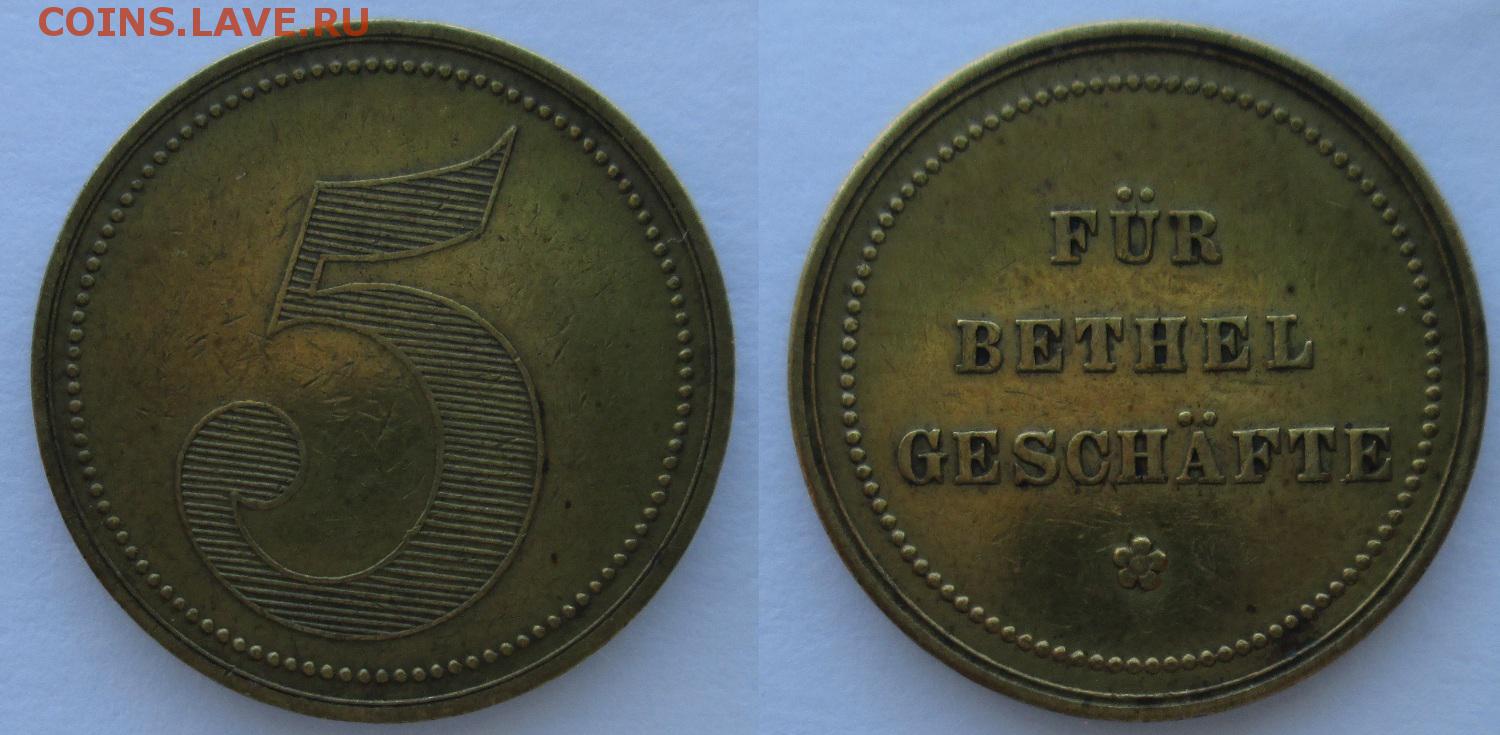 COINS.LAVE.RU
5
FÜR
BETHEL
GESCHÄFTE